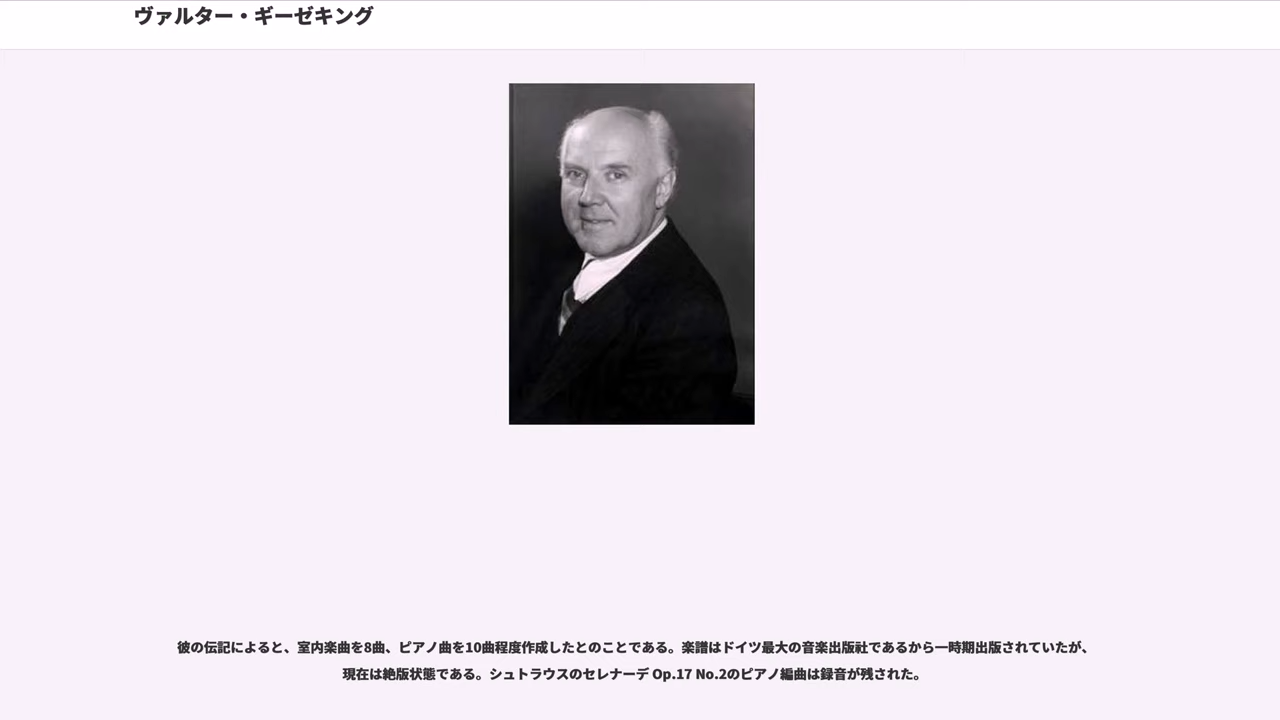 ヴァルター・ギーゼキング
彼の伝記によると、室内楽曲を8曲、ピアノ曲を10曲程度作成したとのことである。楽譜はドイツ最大の音楽出版社であるから一時期出版されていたが、
現在は絶版状態である。シュトラウスのセレナーデ Op.17 No.2のピアノ編曲は録音が残された。